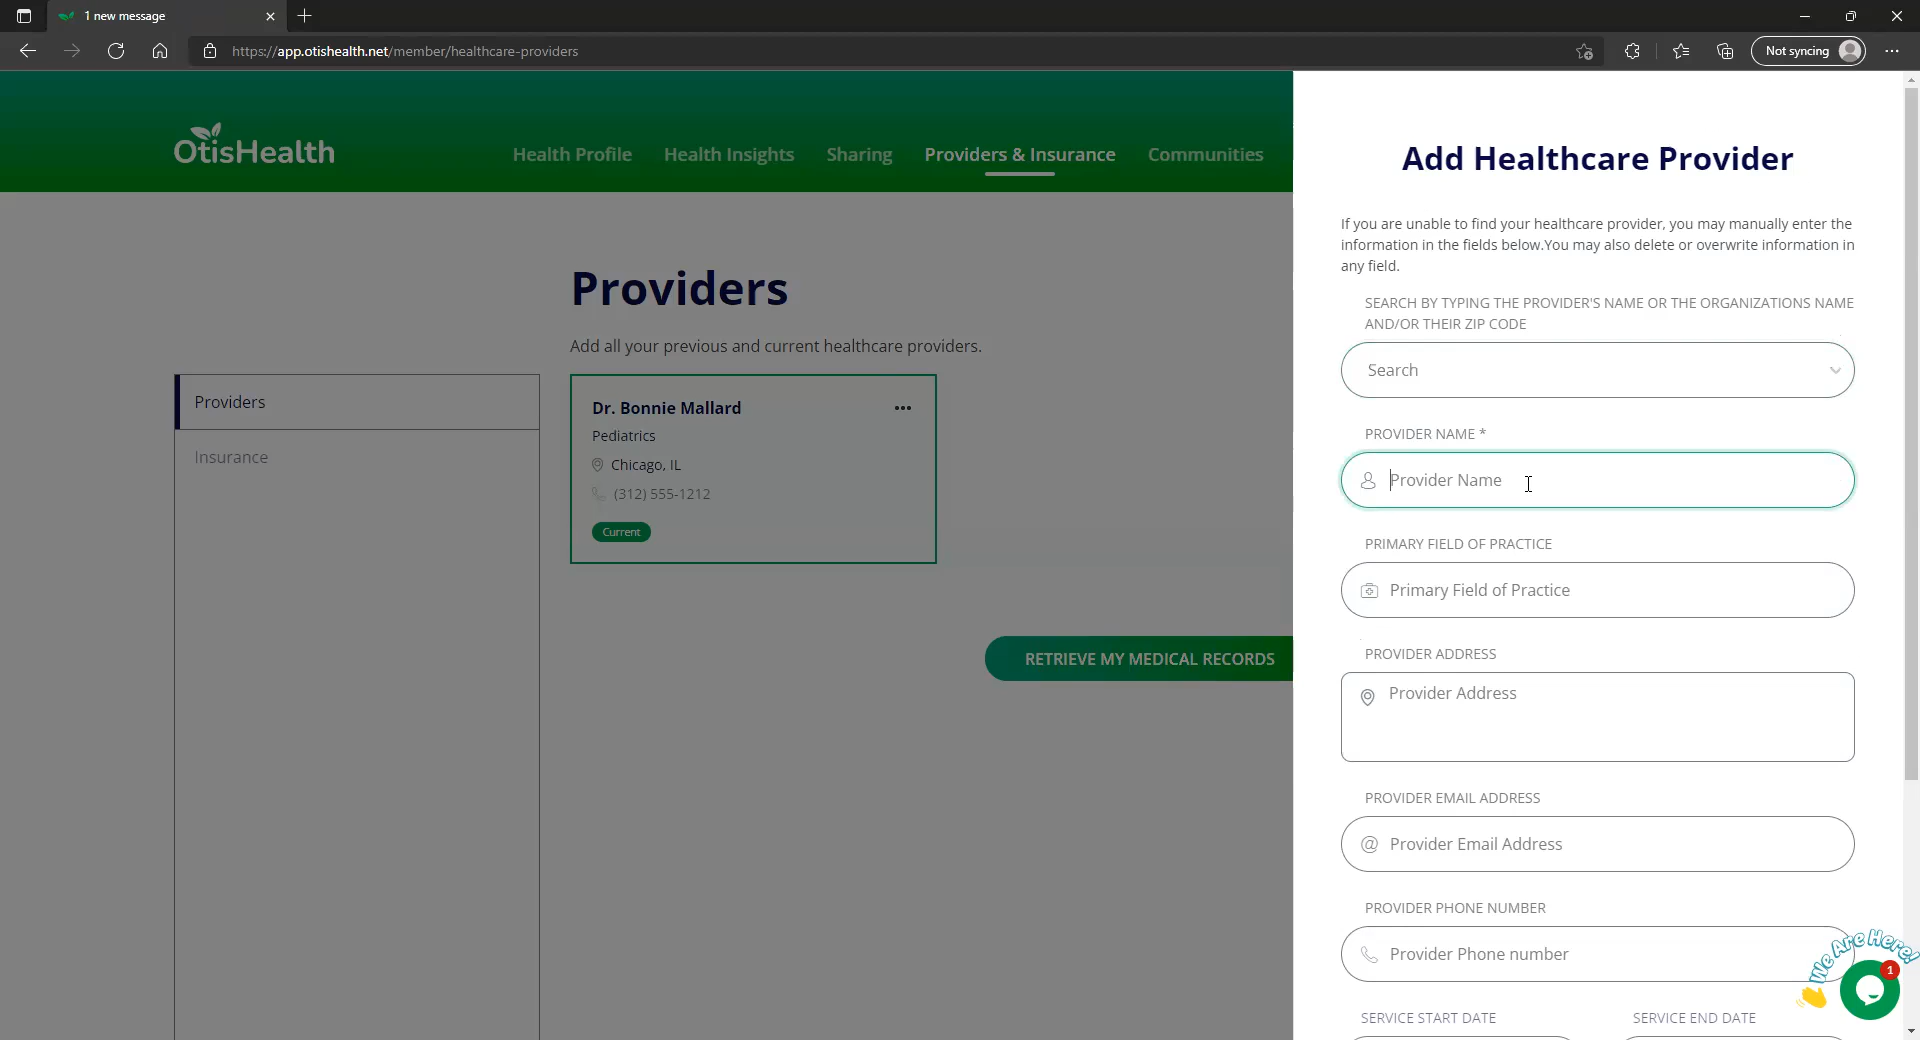 1 new message
https://app.otishealth.net/member/healthcare-providers
Not syncing
OtisHealth
Health Profile
Health Insights
Sharing
Providers & Insurance
Communities
Providers
Add all your previous and current healthcare providers.
Providers
Insurance
Dr. Bonnie Mallard
Pediatrics
Chicago, IL
(312) 555-1212
Current
RETRIEVE MY MEDICAL RECORDS
Add Healthcare Provider
If you are unable to find your healthcare provider, you may manually enter the
information in the fields below.You may also delete or overwrite information in
any field.
SEARCH BY TYPING THE PROVIDER'S NAME OR THE ORGANIZATIONS NAME
AND/OR THEIR ZIP CODE
Search
PROVIDER NAME *
Provider Name
PRIMARY FIELD OF PRACTICE
Primary Field of Practice
PROVIDER ADDRESS
Provider Address
PROVIDER EMAIL ADDRESS
@ Provider Email Address
PROVIDER PHONE NUMBER
Provider Phone number
We Are Here!
1
SERVICE START DATE
SERVICE END DATE